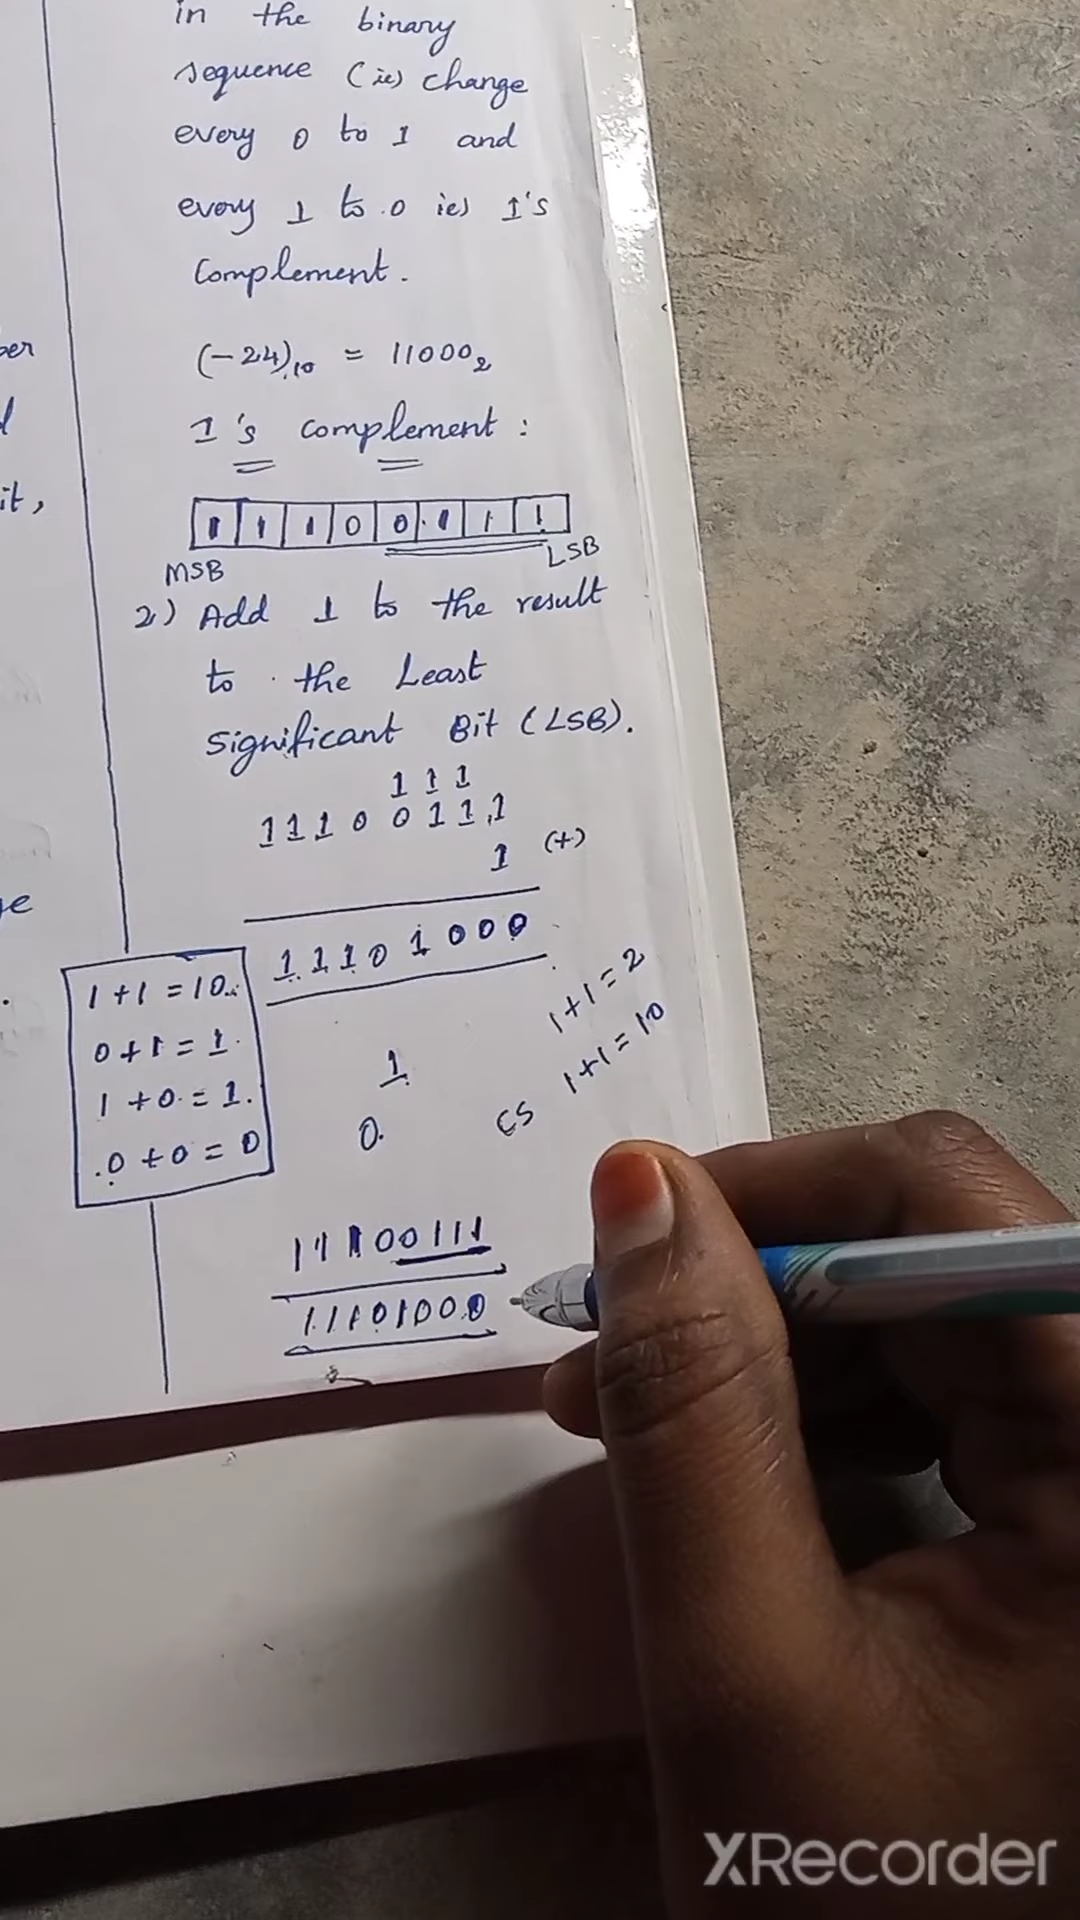 in the binary
sequence (ie) change
every 0 to 1 and
every 1 to 0 ie) 1's
Complement.
(-24)₁₀ = 11000₂
it,
1's complement :
1 1 1 0 0 1 1 1
MSB LSB
2) Add 1 to the result
to the Least
significant Bit (LSB).
1 1 1
1 1 1 0 0 1 1 1
1 (+)
1 1 1 0 1 0 0 0
1+1 = 10
0+1 = 1.
1+0 = 1.
0+0 = 0
1+1=2
1+1=10
1
0
CS
11100111
11101000
XRecorder